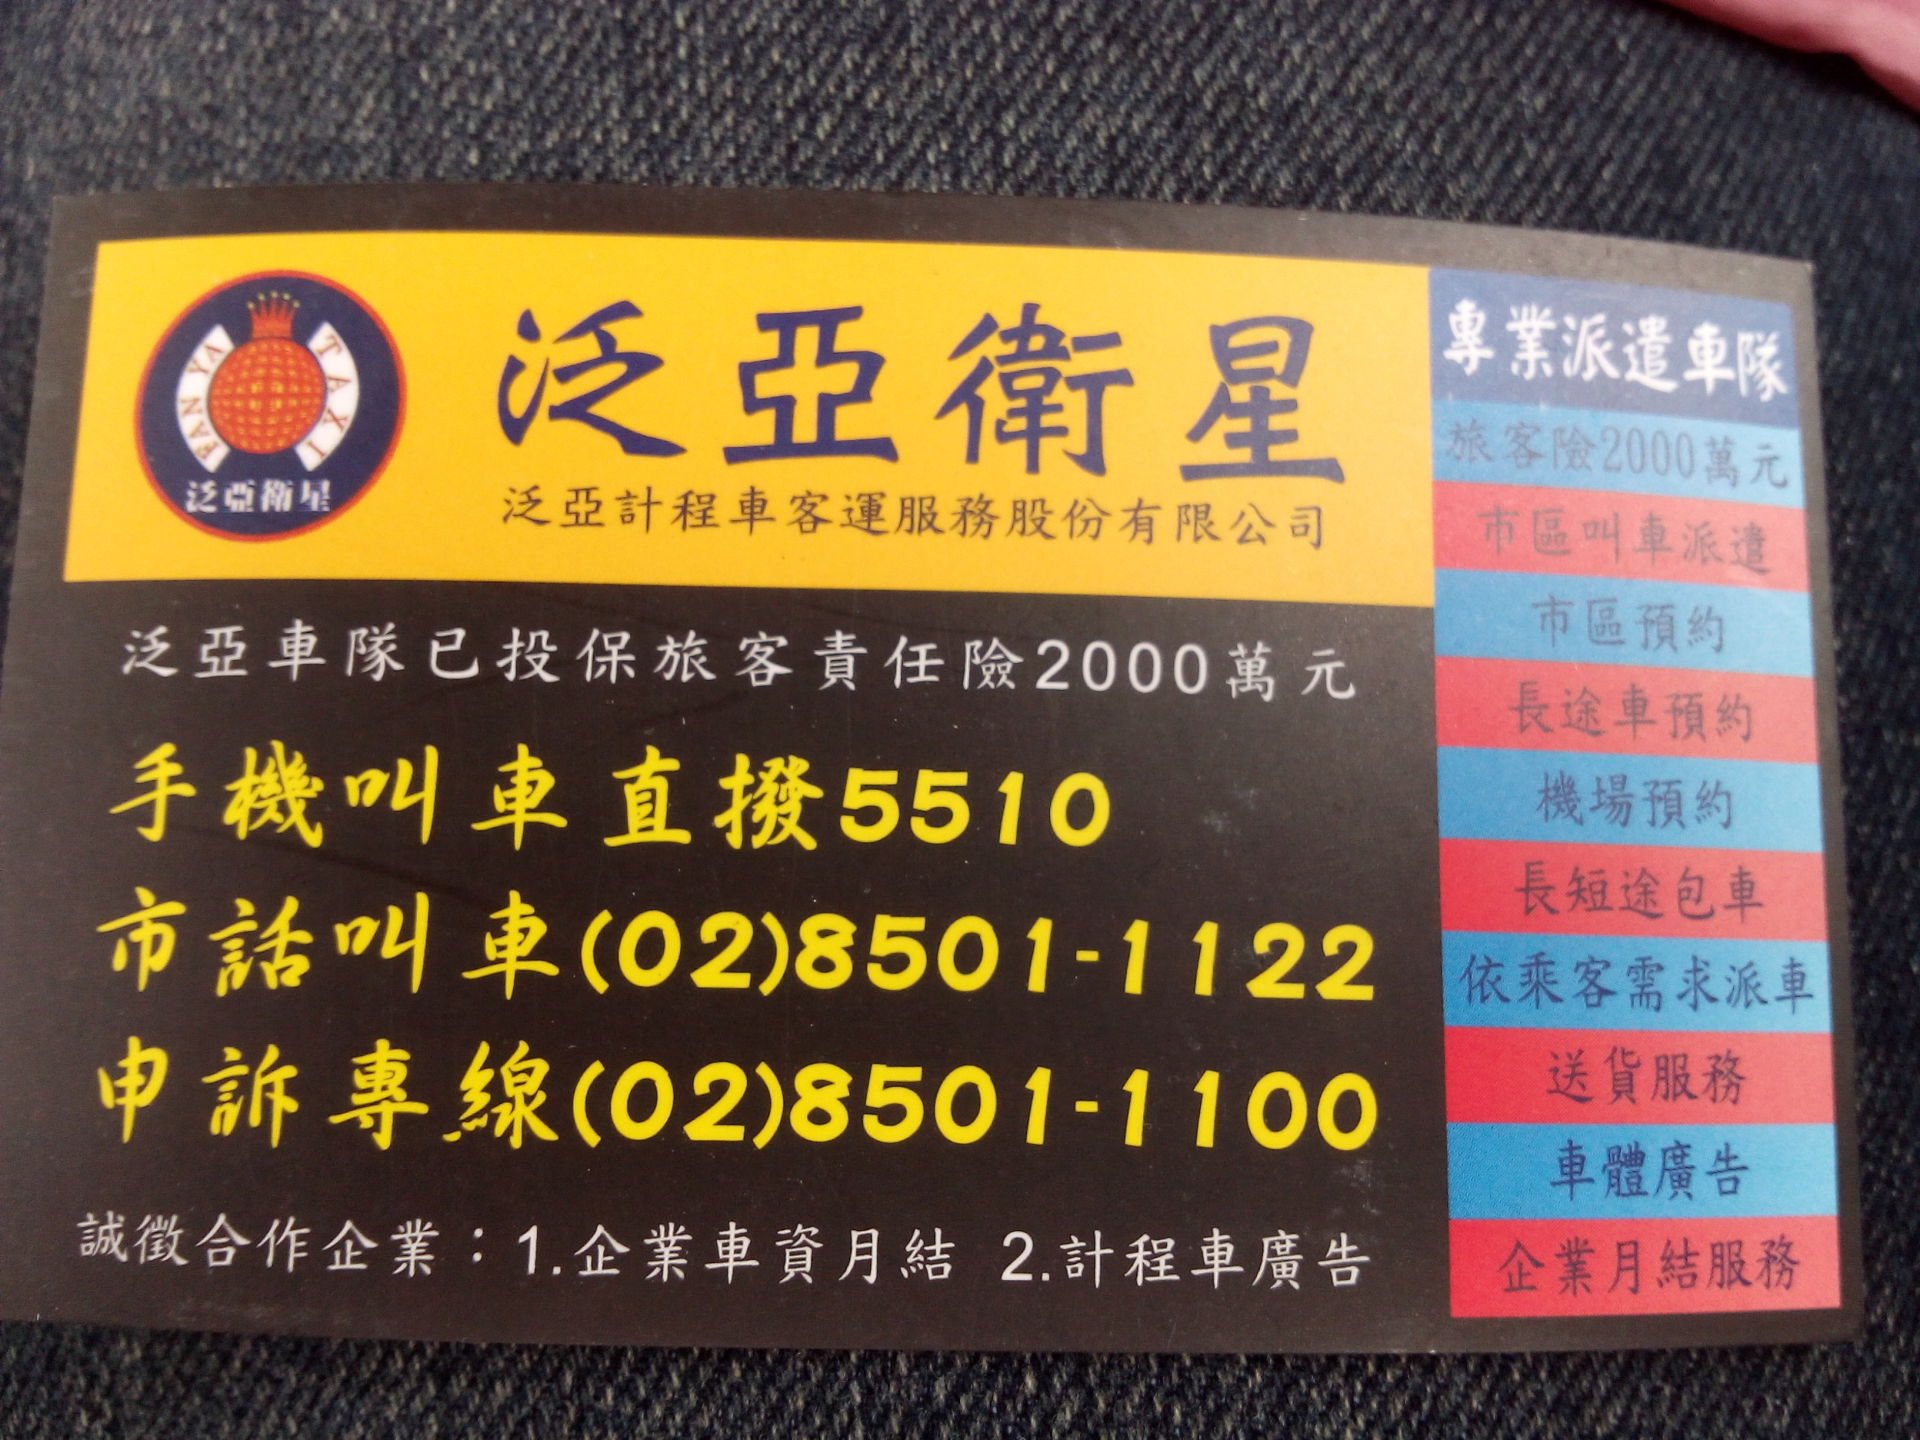 FAN YA TAXI
泛亞衛星
泛亞衛星
泛亞計程車客運服務股份有限公司
泛亞車隊已投保旅客責任險2000萬元
手機叫車直撥5510
市話叫車(02)8501-1122
申訴專線(02)8501-1100
誠徵合作企業：1.企業車資月結 2.計程車廣告
專業派遣車隊
旅客險2000萬元
市區叫車派遣
市區預約
長途車預約
機場預約
長短途包車
依乘客需求派車
送貨服務
車體廣告
企業月結服務